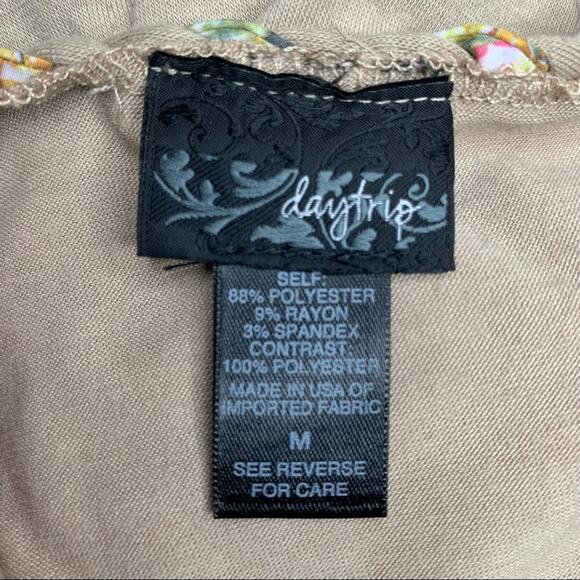 daytrip
SELF:
88% POLYESTER
9% RAYON
3% SPANDEX
CONTRAST:
100% POLYESTER
MADE IN USA OF
IMPORTED FABRIC
M
SEE REVERSE
FOR CARE